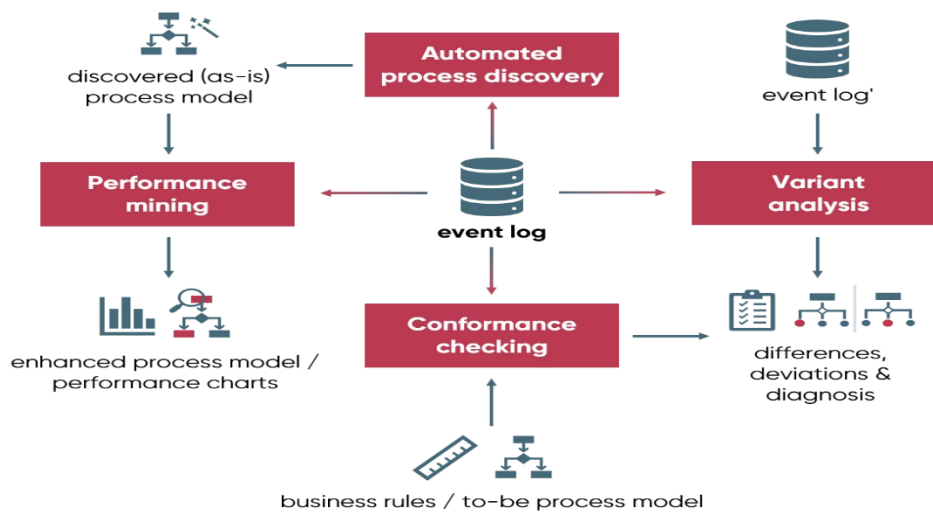 Automated
process discovery
discovered (as-is)
process model
event log'
Performance
mining
event log
Variant
analysis
Conformance
checking
enhanced process model /
performance charts
differences,
deviations &
diagnosis
business rules / to-be process model